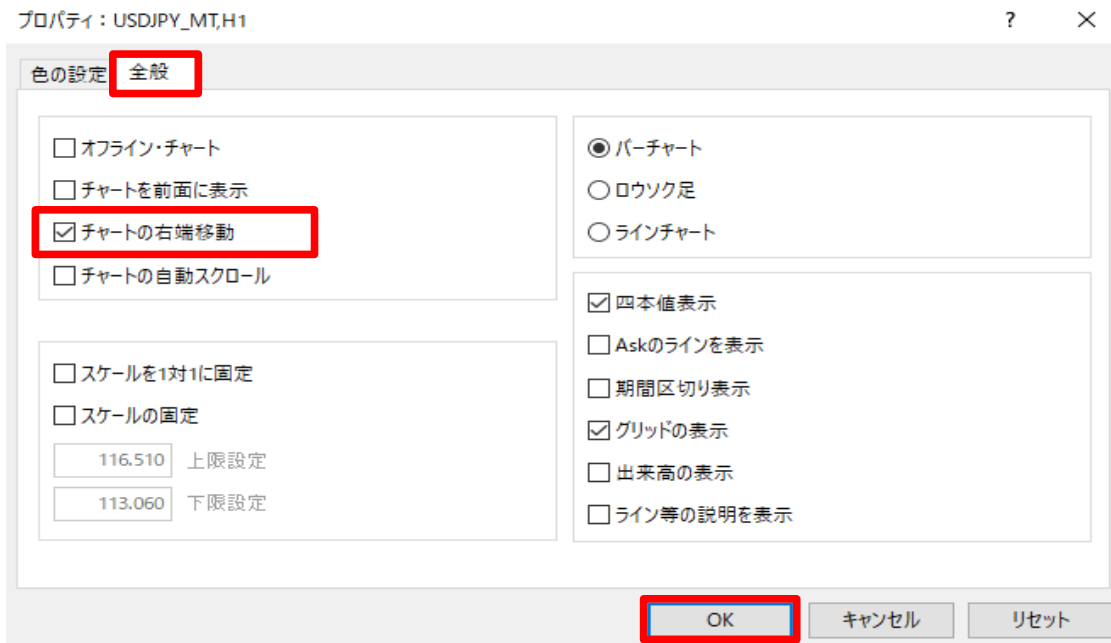 プロパティ：USDJPY_MT,H1
?
色の設定
全般
オフライン・チャート
チャートを前面に表示
チャートの右端移動
チャートの自動スクロール
スケールを1対1に固定
スケールの固定
116.510 上限設定
113.060 下限設定
バーチャート
ロウソク足
ラインチャート
四本値表示
Askのラインを表示
期間区切り表示
グリッドの表示
出来高の表示
ライン等の説明を表示
OK
キャンセル
リセット